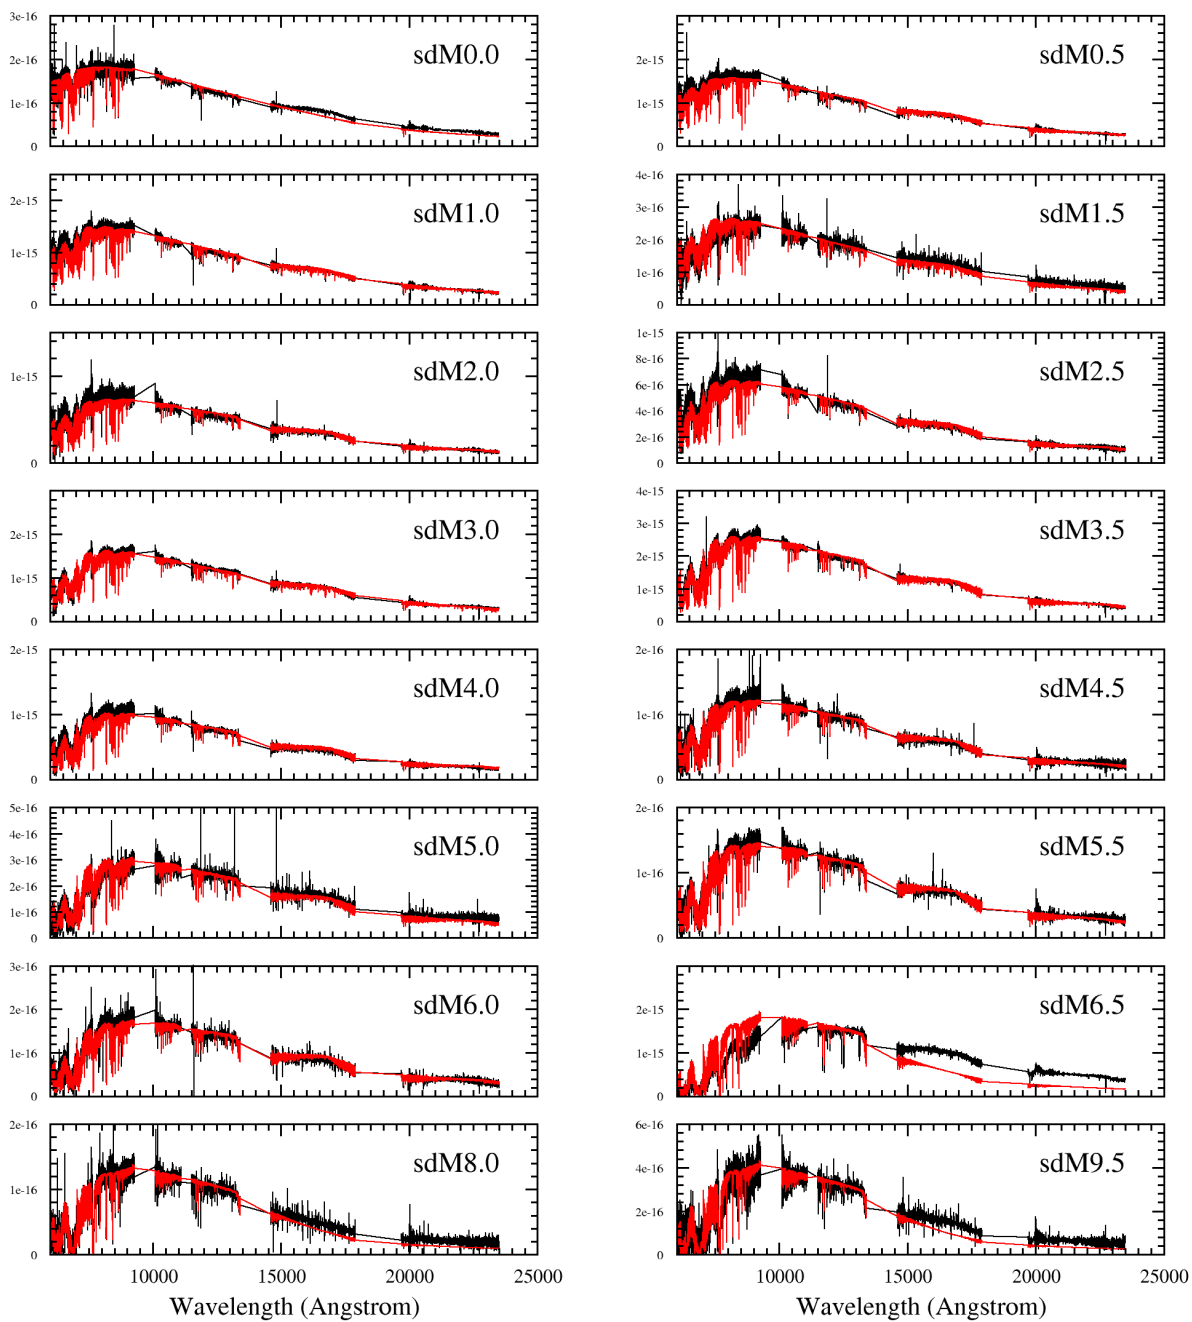 3e-16
2e-16
1e-16
0
sdM0.0
2e-15
1e-15
0
sdM0.5
2e-15
1e-15
0
sdM1.0
4e-16
3e-16
2e-16
1e-16
0
sdM1.5
1e-15
0
sdM2.0
1e-15
8e-16
6e-16
4e-16
2e-16
0
sdM2.5
2e-15
1e-15
0
sdM3.0
4e-15
3e-15
2e-15
1e-15
0
sdM3.5
2e-15
1e-15
0
sdM4.0
2e-16
1e-16
0
sdM4.5
5e-16
4e-16
3e-16
2e-16
1e-16
0
sdM5.0
2e-16
1e-16
0
sdM5.5
3e-16
2e-16
1e-16
0
sdM6.0
2e-15
1e-15
0
sdM6.5
2e-16
1e-16
0
sdM8.0
6e-16
4e-16
2e-16
0
sdM9.5
10000 15000 20000 25000
10000 15000 20000 25000
Wavelength (Angstrom)
Wavelength (Angstrom)